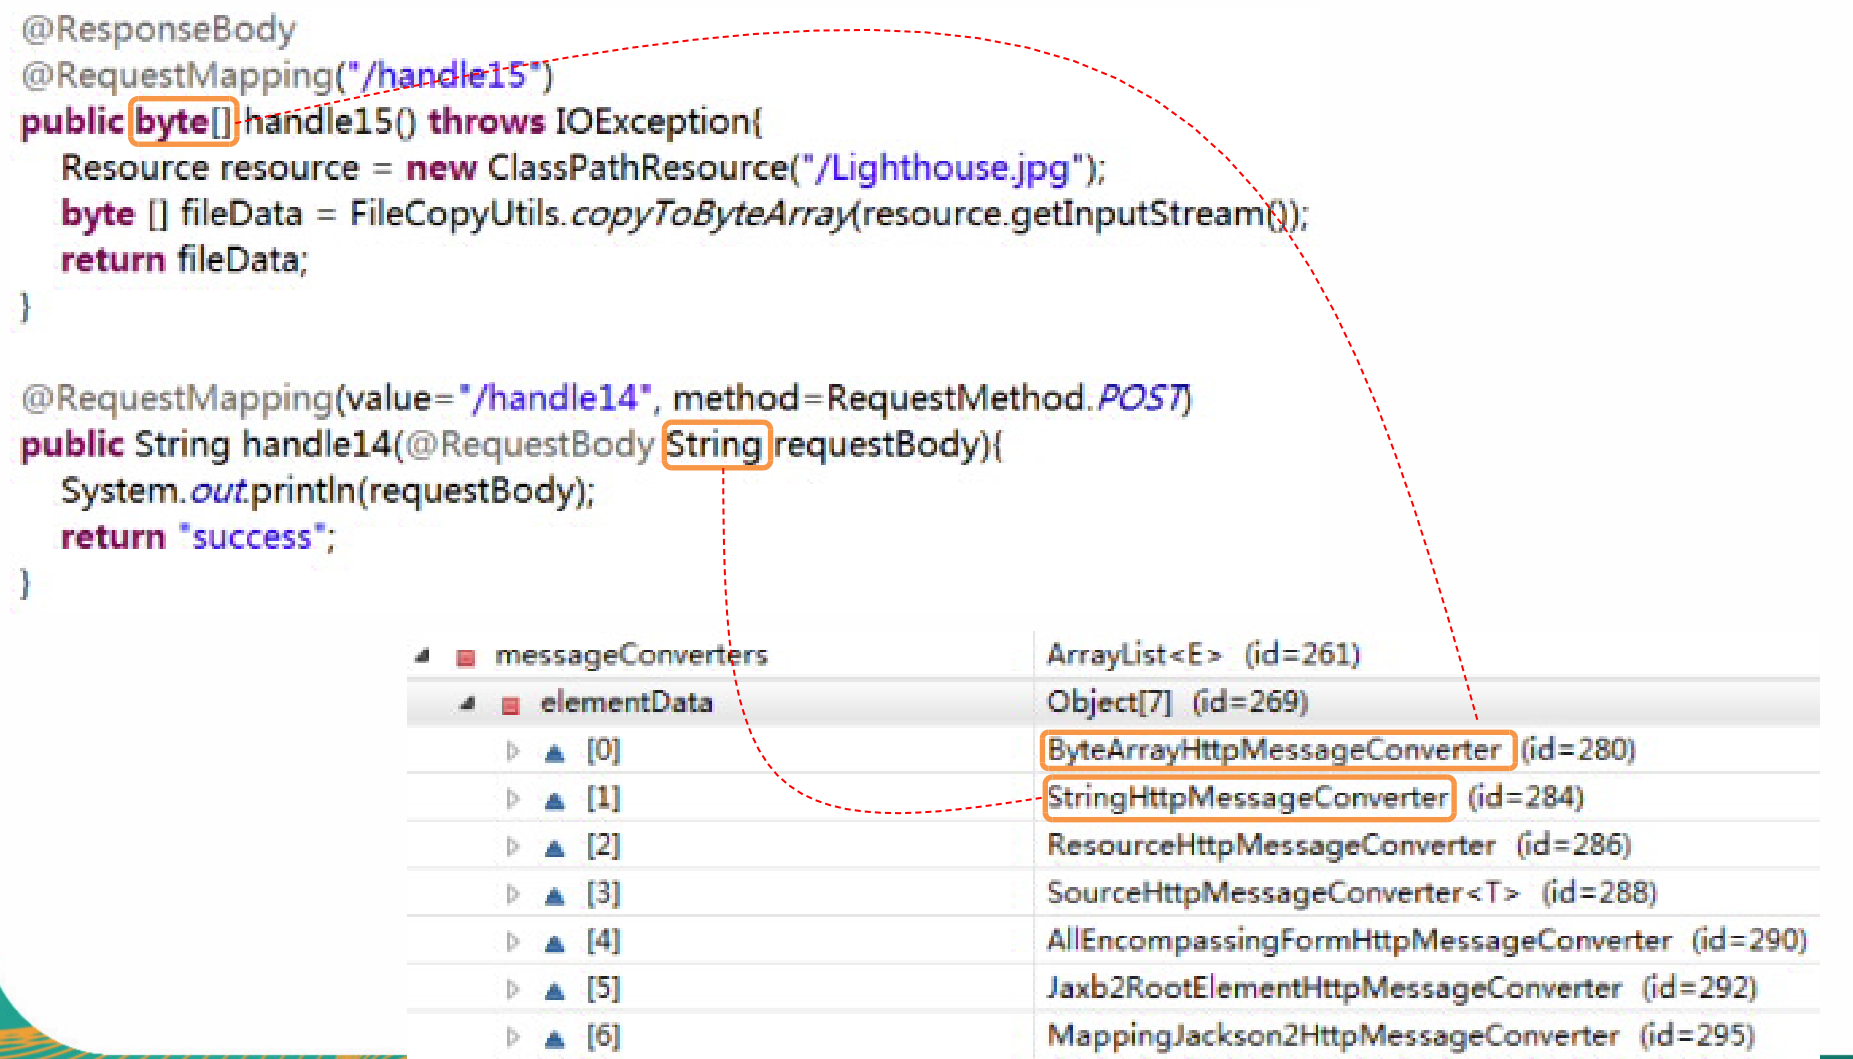 @ResponseBody
@RequestMapping("/handle15")
public byte[] handle15() throws IOException{
Resource resource = new ClassPathResource("/Lighthouse.jpg");
byte [] fileData = FileCopyUtils.copyToByteArray(resource.getInputStream());
return fileData;
}
@RequestMapping(value="/handle14", method=RequestMethod.POST)
public String handle14(@RequestBody String requestBody){
System.out.println(requestBody);
return "success";
}
messageConverters ArrayList<E> (id=261)
elementData Object[7] (id=269)
[0] ByteArrayHttpMessageConverter (id=280)
[1] StringHttpMessageConverter (id=284)
[2] ResourceHttpMessageConverter (id=286)
[3] SourceHttpMessageConverter<T> (id=288)
[4] AllEncompassingFormHttpMessageConverter (id=290)
[5] Jaxb2RootElementHttpMessageConverter (id=292)
[6] MappingJackson2HttpMessageConverter (id=295)